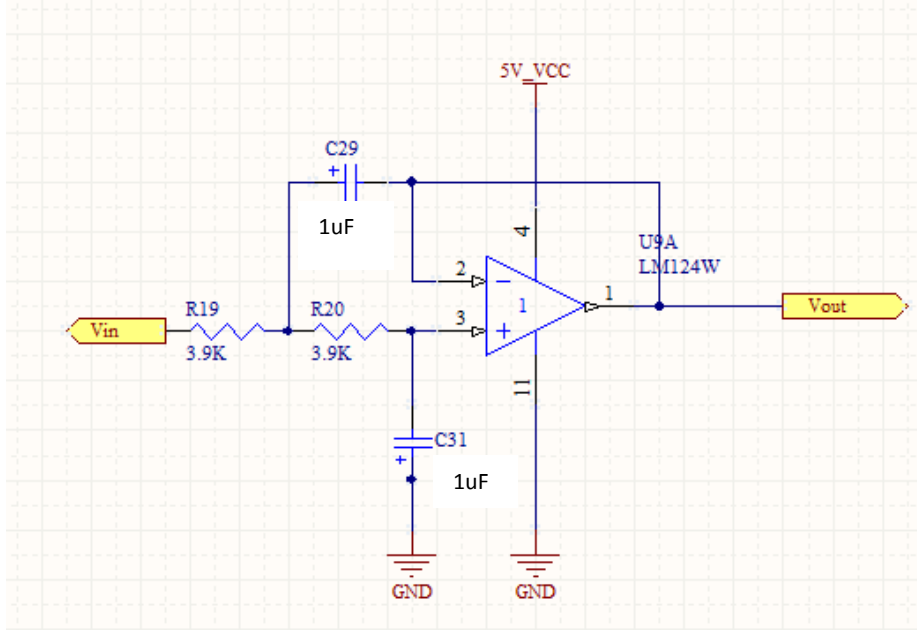 5V_VCC
C29
+
1uF
4
U9A
LM124W
2
−
1
1
Vout
R19
R20
3
+
Vin
3.9K
3.9K
11
C31
+
1uF
GND
GND